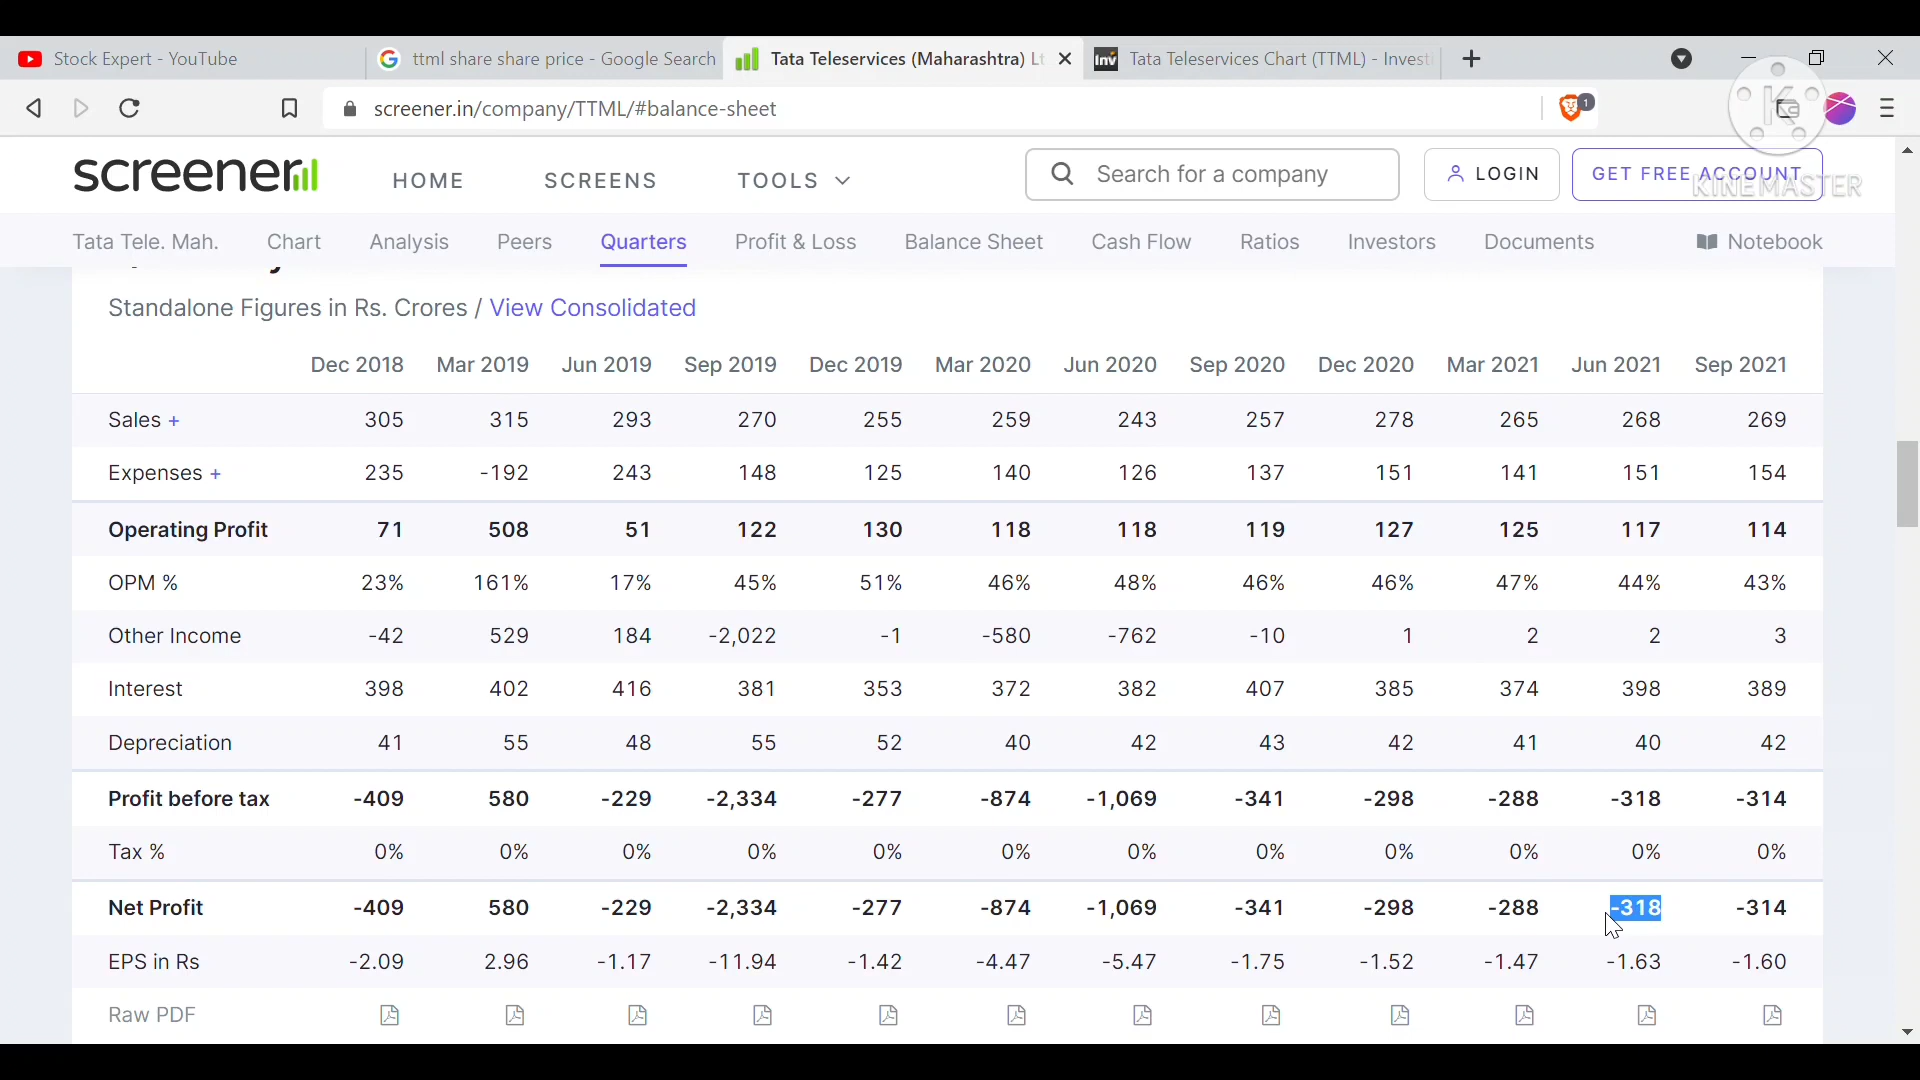 Stock Expert - YouTube
ttml share share price - Google Search
Tata Teleservices (Maharashtra) Lt
Tata Teleservices Chart (TTML) - Investi
screener.in/company/TTML/#balance-sheet
1
K
KINEMASTER
screener
HOME
SCREENS
TOOLS
Search for a company
LOGIN
GET FREE ACCOUNT
Tata Tele. Mah. Chart Analysis Peers Quarters Profit & Loss Balance Sheet Cash Flow Ratios Investors Documents Notebook
Standalone Figures in Rs. Crores / View Consolidated
Dec 2018 Mar 2019 Jun 2019 Sep 2019 Dec 2019 Mar 2020 Jun 2020 Sep 2020 Dec 2020 Mar 2021 Jun 2021 Sep 2021
Sales + 305 315 293 270 255 259 243 257 278 265 268 269
Expenses + 235 -192 243 148 125 140 126 137 151 141 151 154
Operating Profit 71 508 51 122 130 118 118 119 127 125 117 114
OPM % 23% 161% 17% 45% 51% 46% 48% 46% 46% 47% 44% 43%
Other Income -42 529 184 -2,022 -1 -580 -762 -10 1 2 2 3
Interest 398 402 416 381 353 372 382 407 385 374 398 389
Depreciation 41 55 48 55 52 40 42 43 42 41 40 42
Profit before tax -409 580 -229 -2,334 -277 -874 -1,069 -341 -298 -288 -318 -314
Tax % 0% 0% 0% 0% 0% 0% 0% 0% 0% 0% 0% 0%
Net Profit -409 580 -229 -2,334 -277 -874 -1,069 -341 -298 -288 -318 -314
EPS in Rs -2.09 2.96 -1.17 -11.94 -1.42 -4.47 -5.47 -1.75 -1.52 -1.47 -1.63 -1.60
Raw PDF